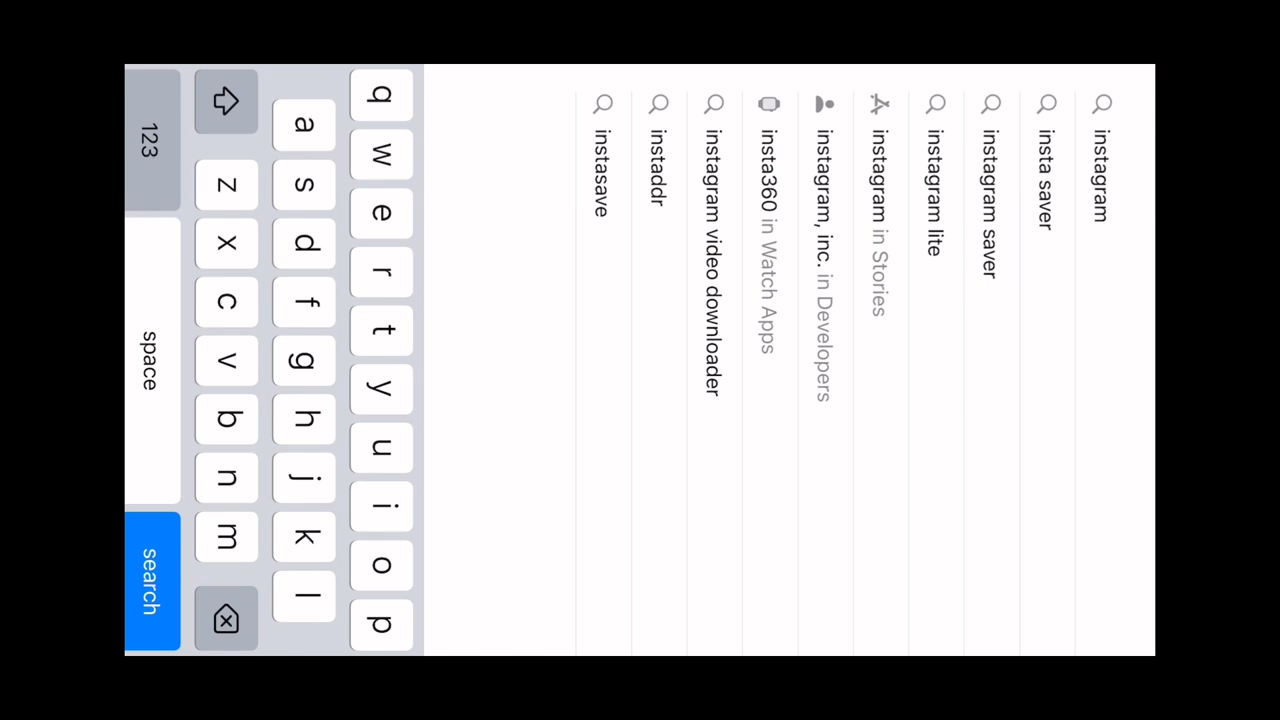 instagram
insta saver
instagram saver
instagram lite
instagram in Stories
instagram, inc. in Developers
insta360 in Watch Apps
instagram video downloader
instaddr
instasave
q w e r t y u i o p
a s d f g h j k l
z x c v b n m
123 space search